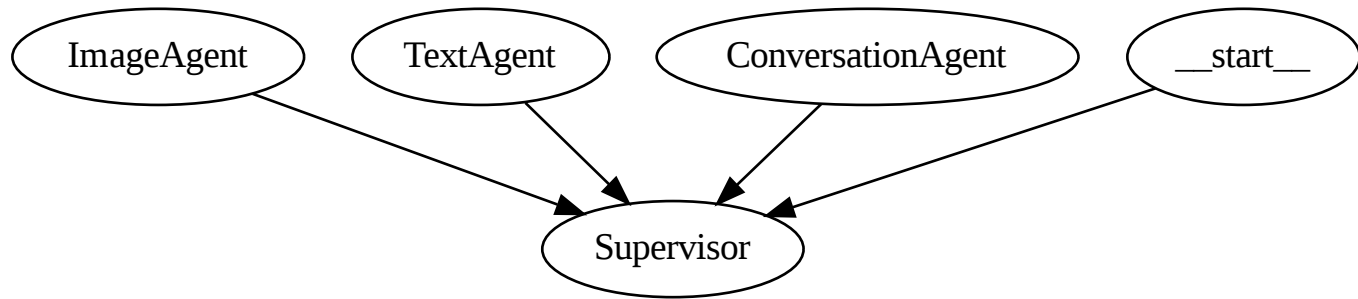 ImageAgent
TextAgent
ConversationAgent
__start__
Supervisor